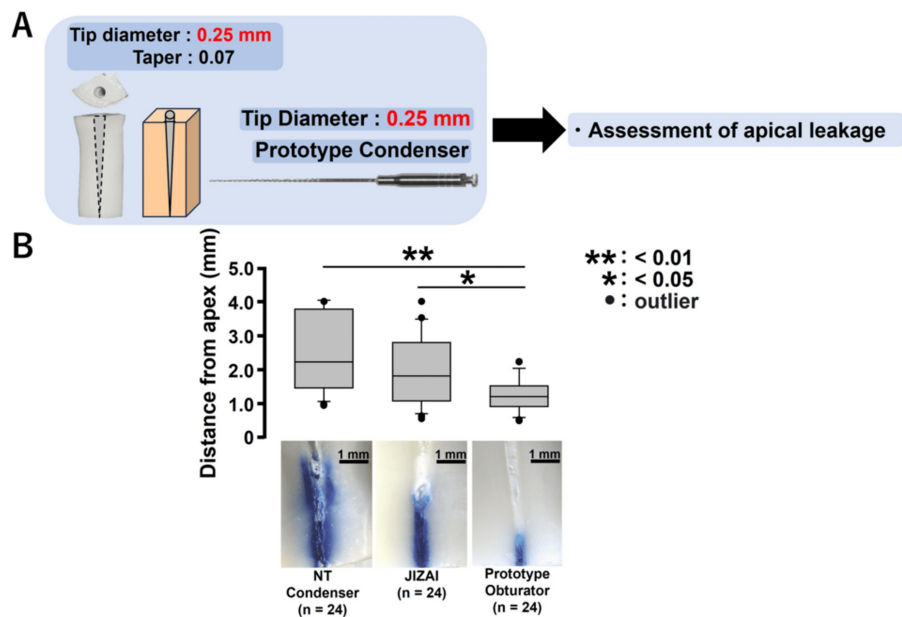 A
Tip diameter : 0.25 mm
Taper : 0.07
Tip Diameter : 0.25 mm
Prototype Condenser
・Assessment of apical leakage
B
Distance from apex (mm)
5.0
4.0
3.0
2.0
1.0
0
**
*
** : < 0.01
* : < 0.05
● : outlier
1 mm
1 mm
1 mm
NT
Condenser
(n = 24)
JIZAI
(n = 24)
Prototype
Obturator
(n = 24)